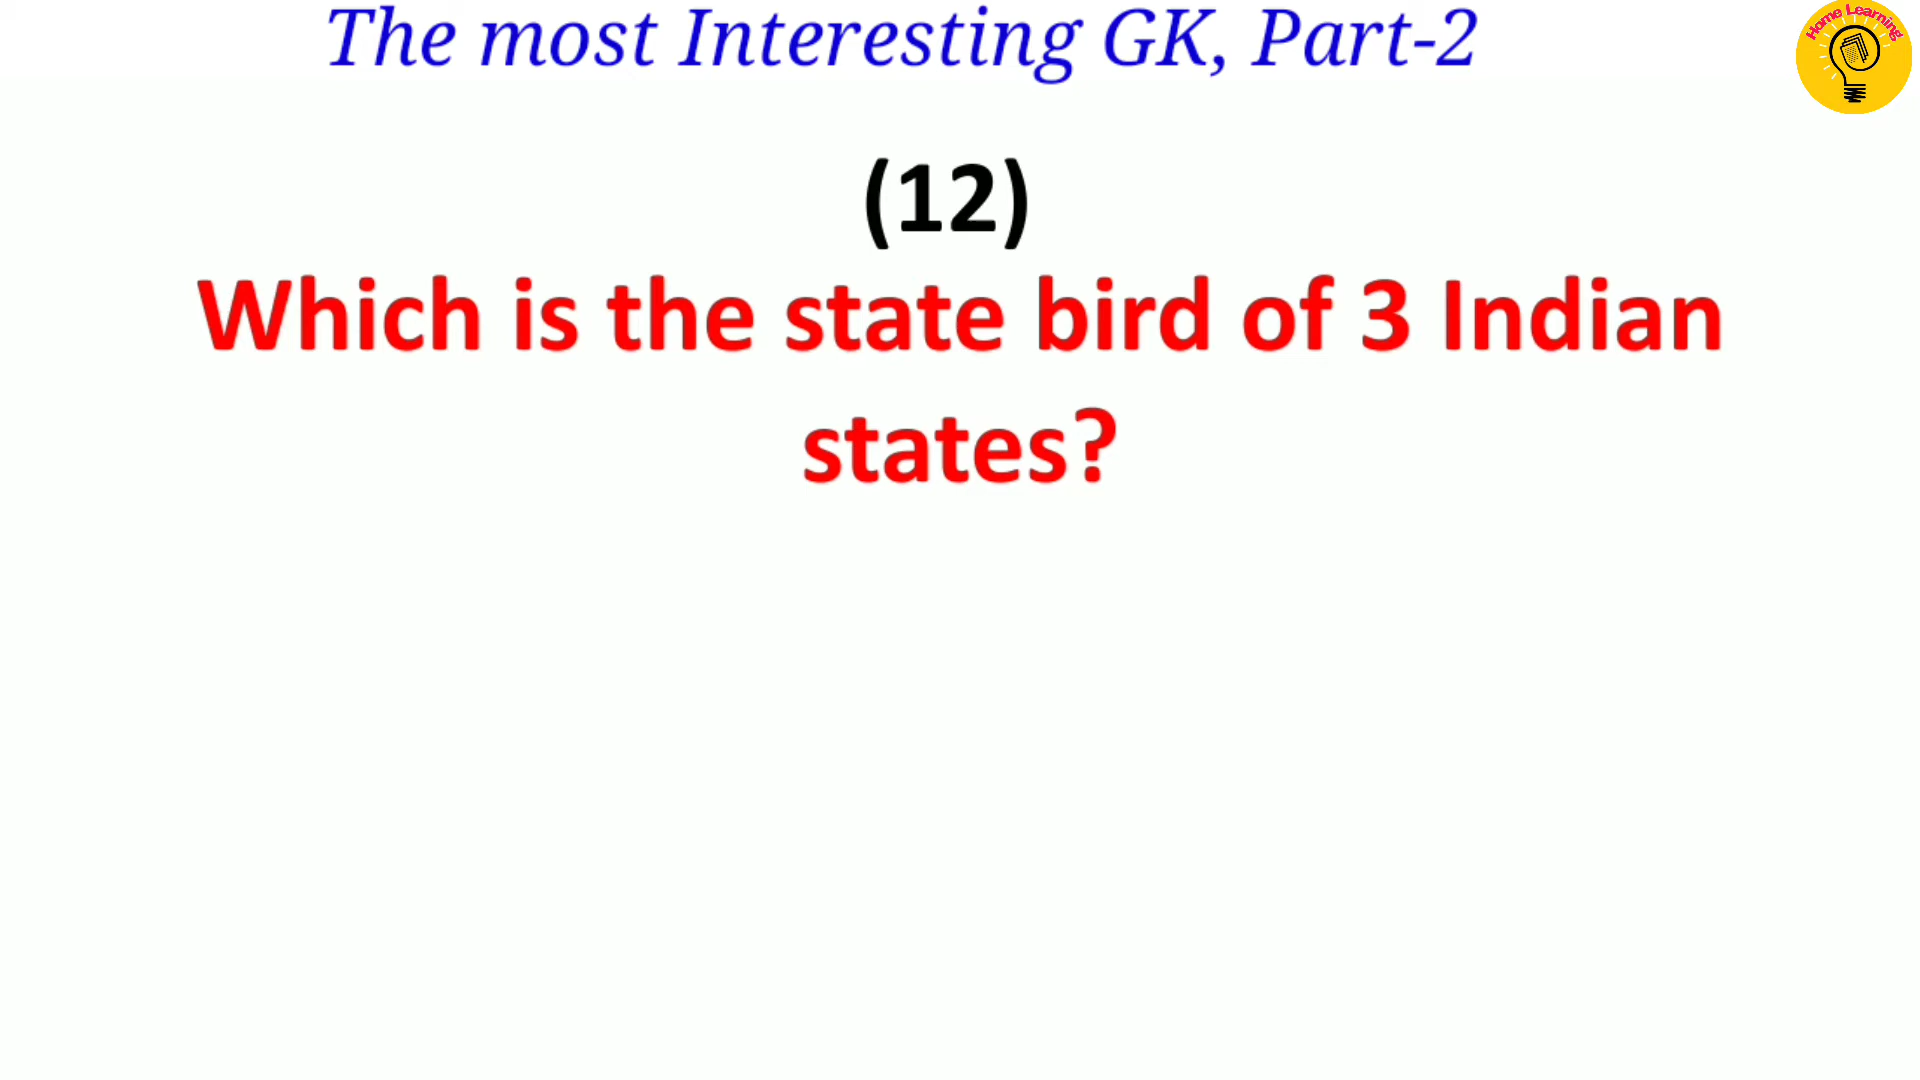 The most Interesting GK, Part-2
Home Learning
(12)
Which is the state bird of 3 Indian
states?